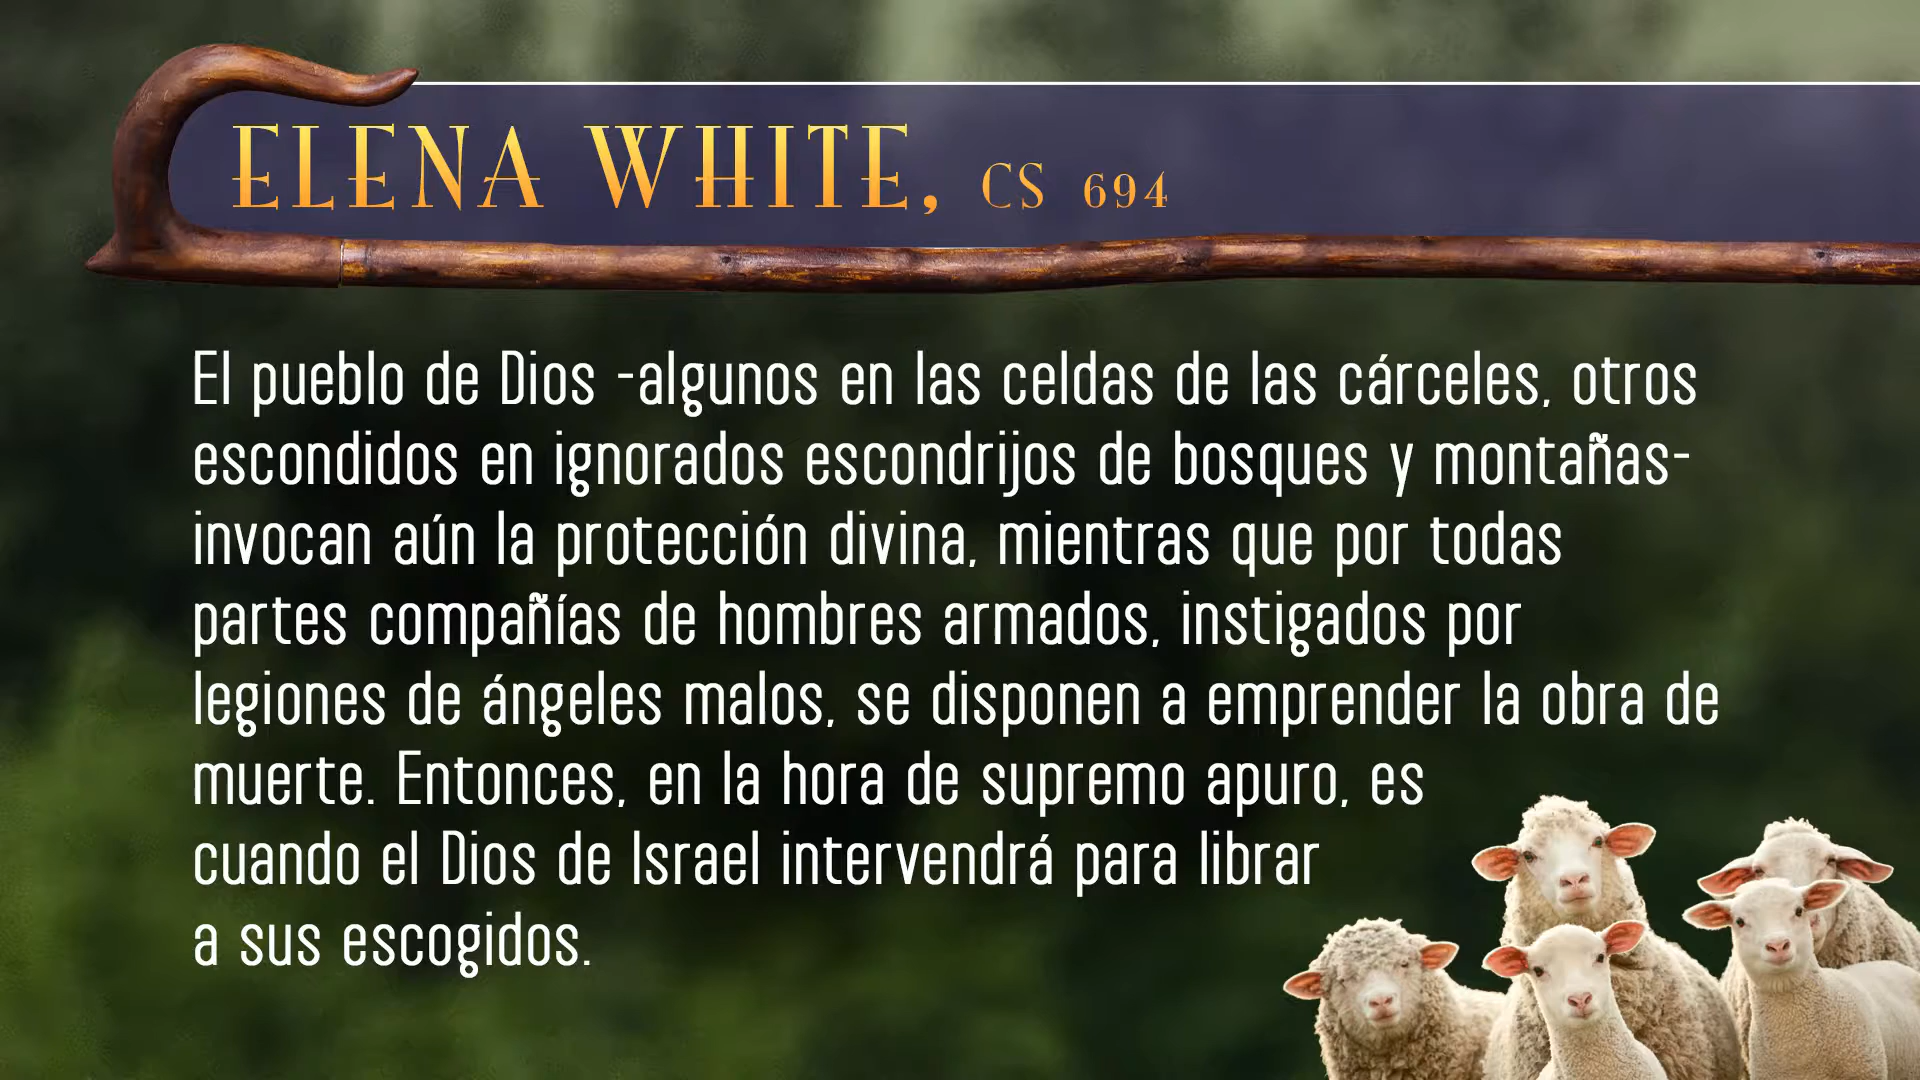 ELENA WHITE, CS 694
El pueblo de Dios -algunos en las celdas de las cárceles, otros
escondidos en ignorados escondrijos de bosques y montañas-
invocan aún la protección divina, mientras que por todas
partes compañías de hombres armados, instigados por
legiones de ángeles malos, se disponen a emprender la obra de
muerte. Entonces, en la hora de supremo apuro, es
cuando el Dios de Israel intervendrá para librar
a sus escogidos.